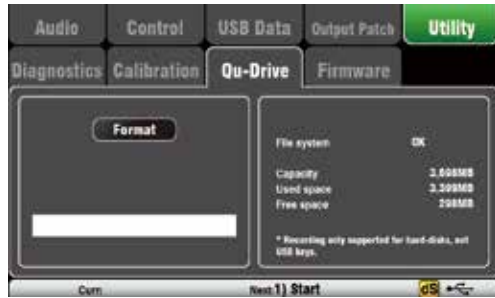 Audio Control USB Data Output Patch Utility
Diagnostics Calibration Qu-Drive Firmware
Format
File system OK
Capacity 3,698MB
Used space 3,399MB
Free space 298MB
* Recording only supported for hard-disks, not
USB keys.
Curr Next 1) Start dS